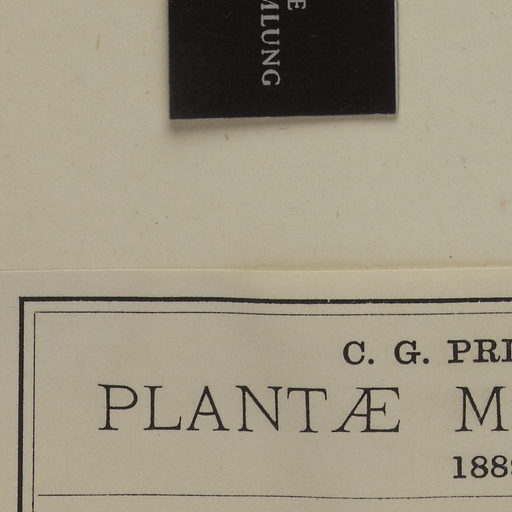 E
MLUNG
C. G. PRI
PLANTÆ M
188